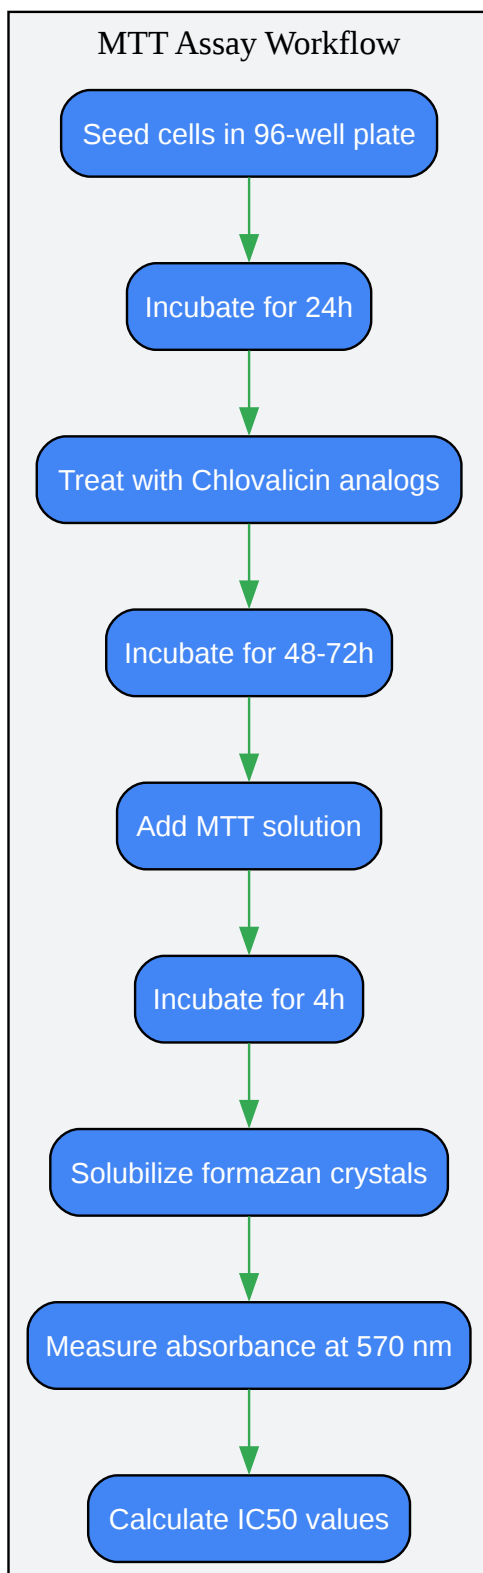 MTT Assay Workflow
Seed cells in 96-well plate
Incubate for 24h
Treat with Chlovalicin analogs
Incubate for 48-72h
Add MTT solution
Incubate for 4h
Solubilize formazan crystals
Measure absorbance at 570 nm
Calculate IC50 values